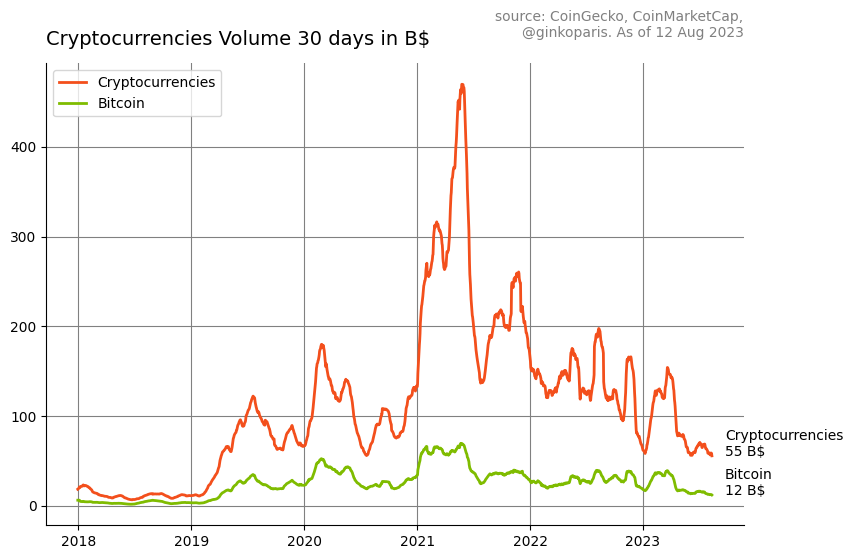 source: CoinGecko, CoinMarketCap,
@ginkoparis. As of 12 Aug 2023
Cryptocurrencies Volume 30 days in B$
Cryptocurrencies
Bitcoin
400
300
200
100
0
Cryptocurrencies
55 B$
Bitcoin
12 B$
2018 2019 2020 2021 2022 2023